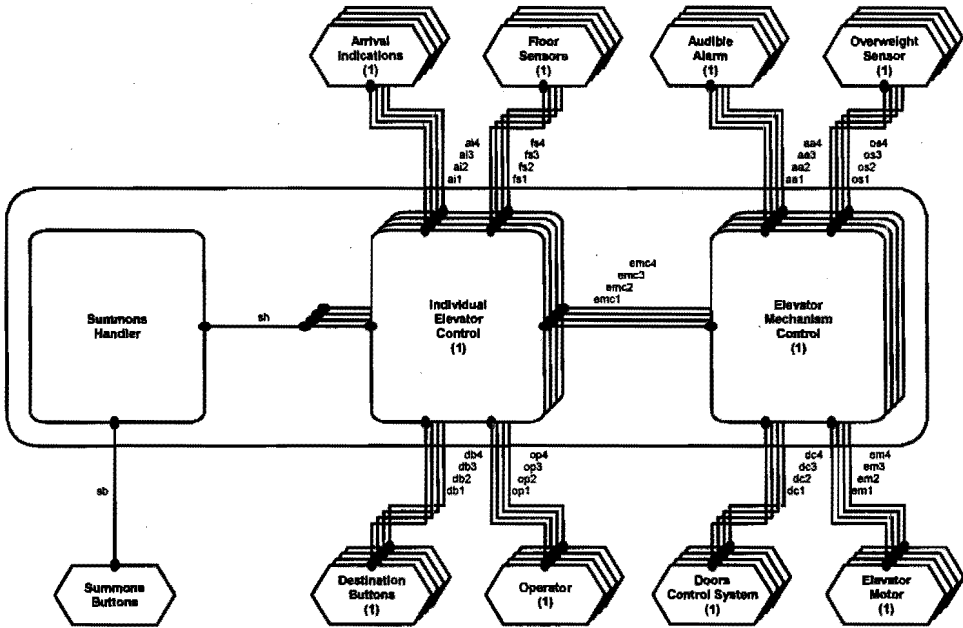 Arrival
Indications
(1)
Floor
Sensors
(1)
Audible
Alarm
(1)
Overweight
Sensor
(1)
ai4
ai3
ai2
ai1
fs4
fs3
fs2
fs1
aa4
aa3
aa2
aa1
os4
os3
os2
os1
Summons
Handler
sh
Individual
Elevator
Control
(1)
emc4
emc3
emc2
emc1
Elevator
Mechanism
Control
(1)
sb
db4
db3
db2
db1
op4
op3
op2
op1
dc4
dc3
dc2
dc1
em4
em3
em2
em1
Summons
Buttons
Destination
Buttons
(1)
Operator
(1)
Doors
Control System
(1)
Elevator
Motor
(1)